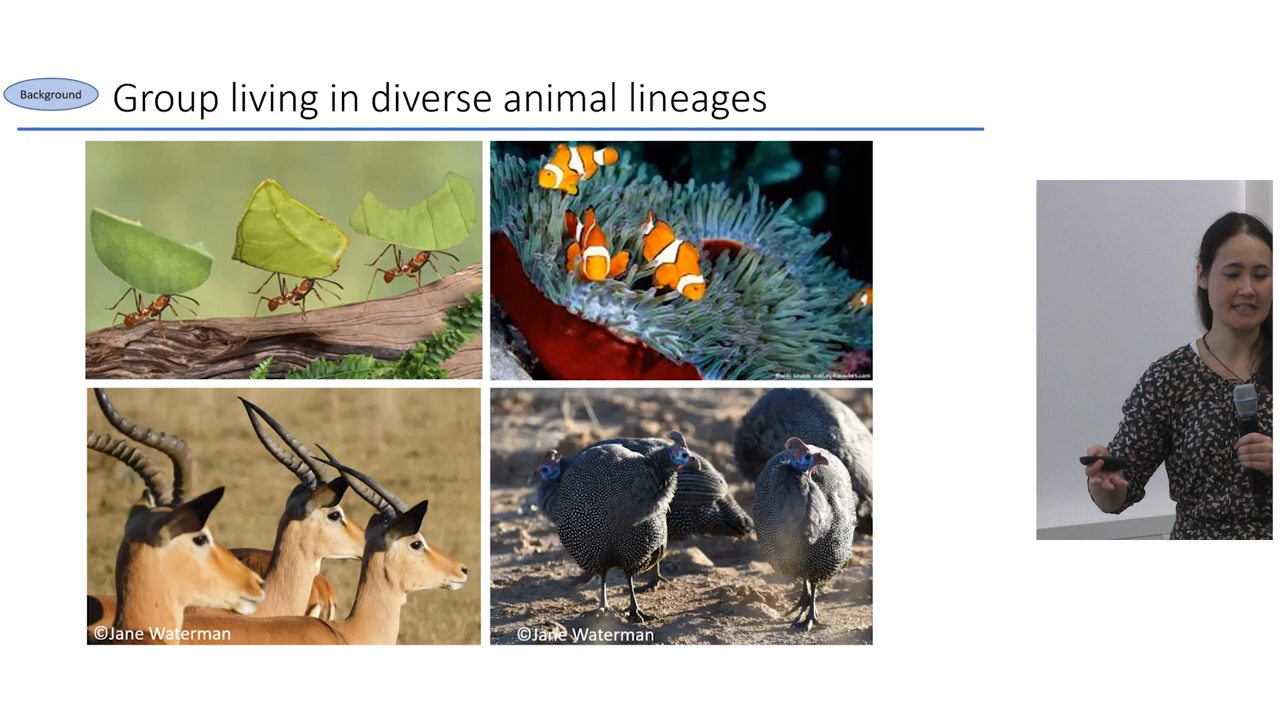 Background
Group living in diverse animal lineages
©Jane Waterman
©Jane Waterman